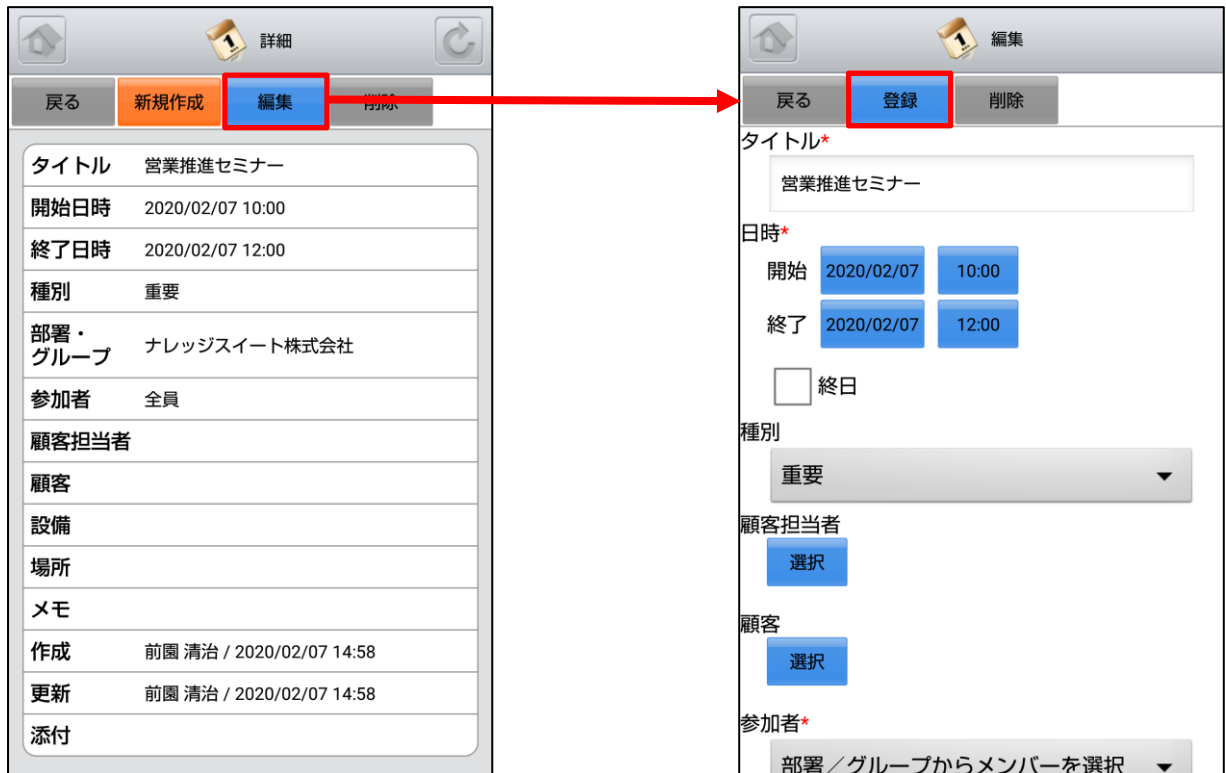 詳細
戻る 新規作成 編集 削除
タイトル 営業推進セミナー
開始日時 2020/02/07 10:00
終了日時 2020/02/07 12:00
種別 重要
部署・
グループ ナレッジスイート株式会社
参加者 全員
顧客担当者
顧客
設備
場所
メモ
作成 前園 清治 / 2020/02/07 14:58
更新 前園 清治 / 2020/02/07 14:58
添付
編集
戻る 登録 削除
タイトル*
営業推進セミナー
日時*
開始 2020/02/07 10:00
終了 2020/02/07 12:00
終日
種別
重要
顧客担当者
選択
顧客
選択
参加者*
部署／グループからメンバーを選択